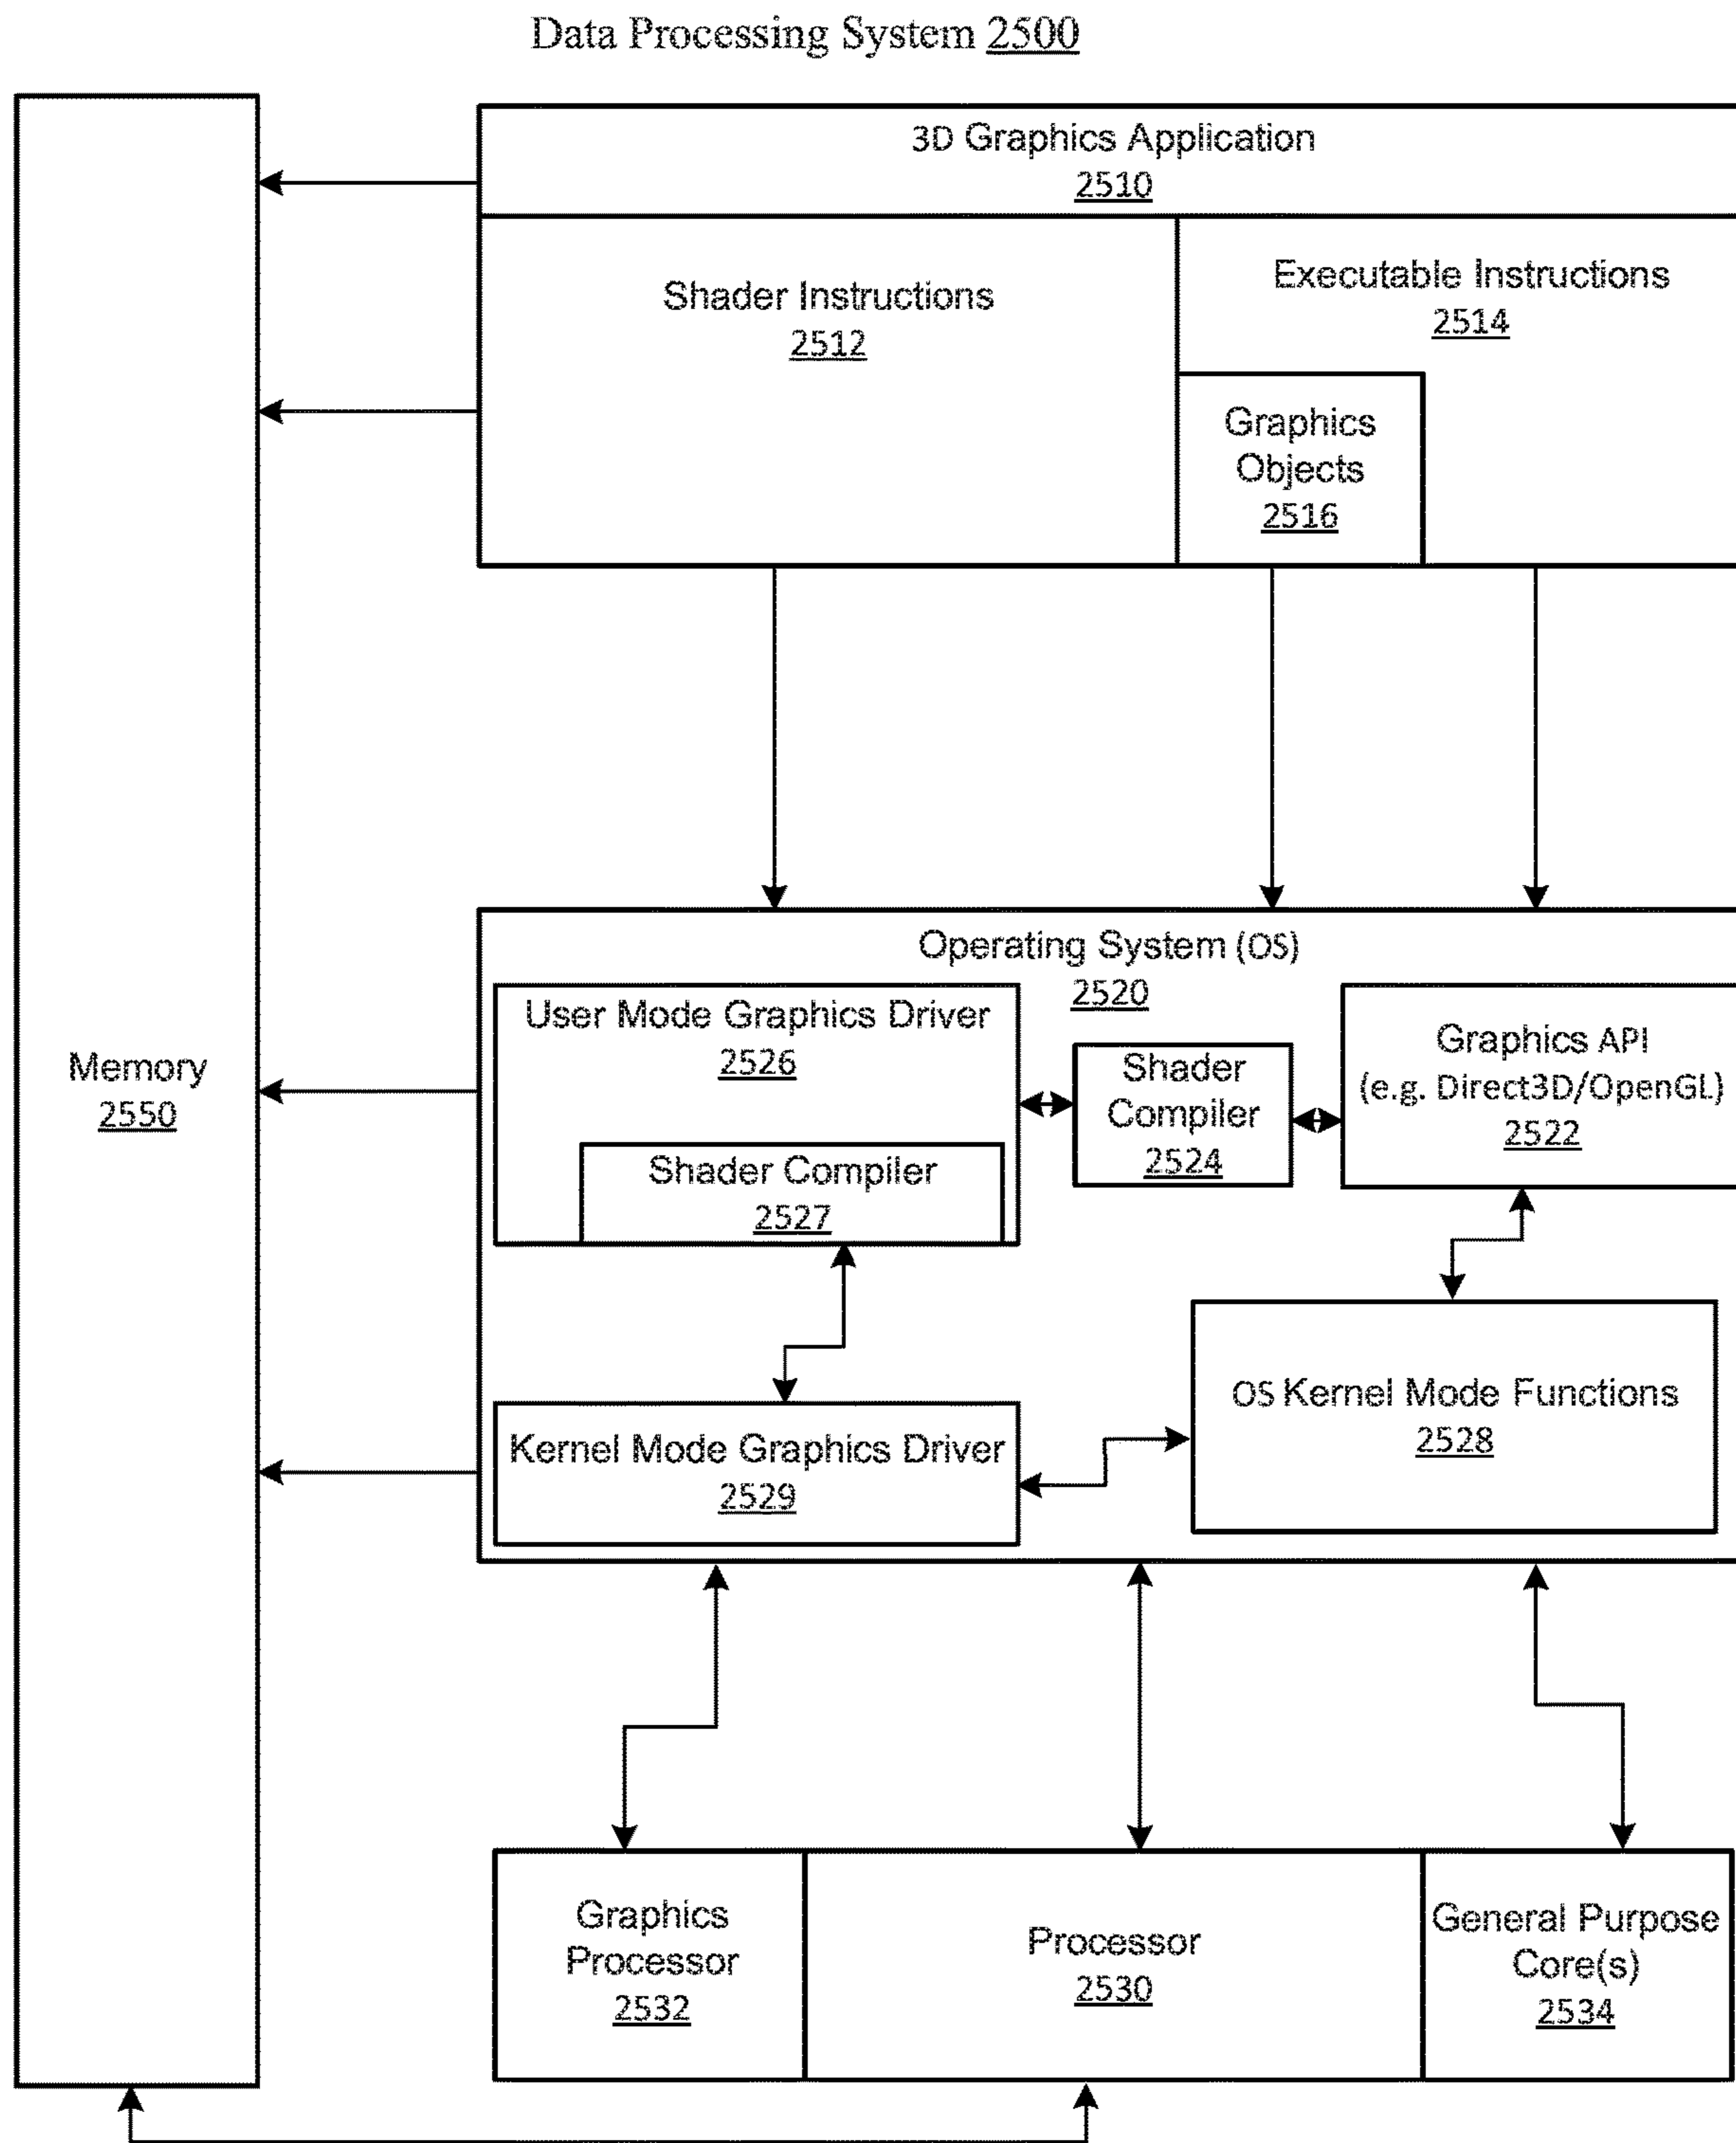 Data Processing System 2500
3D Graphics Application
2510
Shader Instructions
2512
Executable Instructions
2514
Graphics
Objects
2516
Memory
2550
Operating System (OS)
2520
User Mode Graphics Driver
2526
Shader Compiler
2527
Shader
Compiler
2524
Graphics API
(e.g. Direct3D/OpenGL)
2522
Kernel Mode Graphics Driver
2529
OS Kernel Mode Functions
2528
Graphics
Processor
2532
Processor
2530
General Purpose
Core(s)
2534